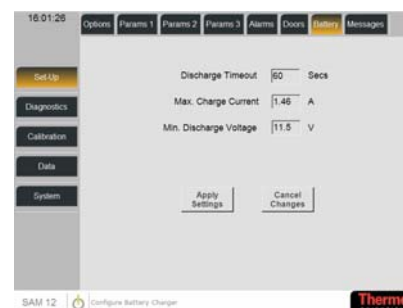 16:01:26
Options Params 1 Params 2 Params 3 Alarms Doors Battery Messages
Set-Up
Discharge Timeout 60 Secs
Diagnostics
Max. Charge Current 1.46 A
Min. Discharge Voltage 11.5 V
Calibration
Data
System
Apply Settings
Cancel Changes
SAM 12 Configure Battery Charger
Thermo